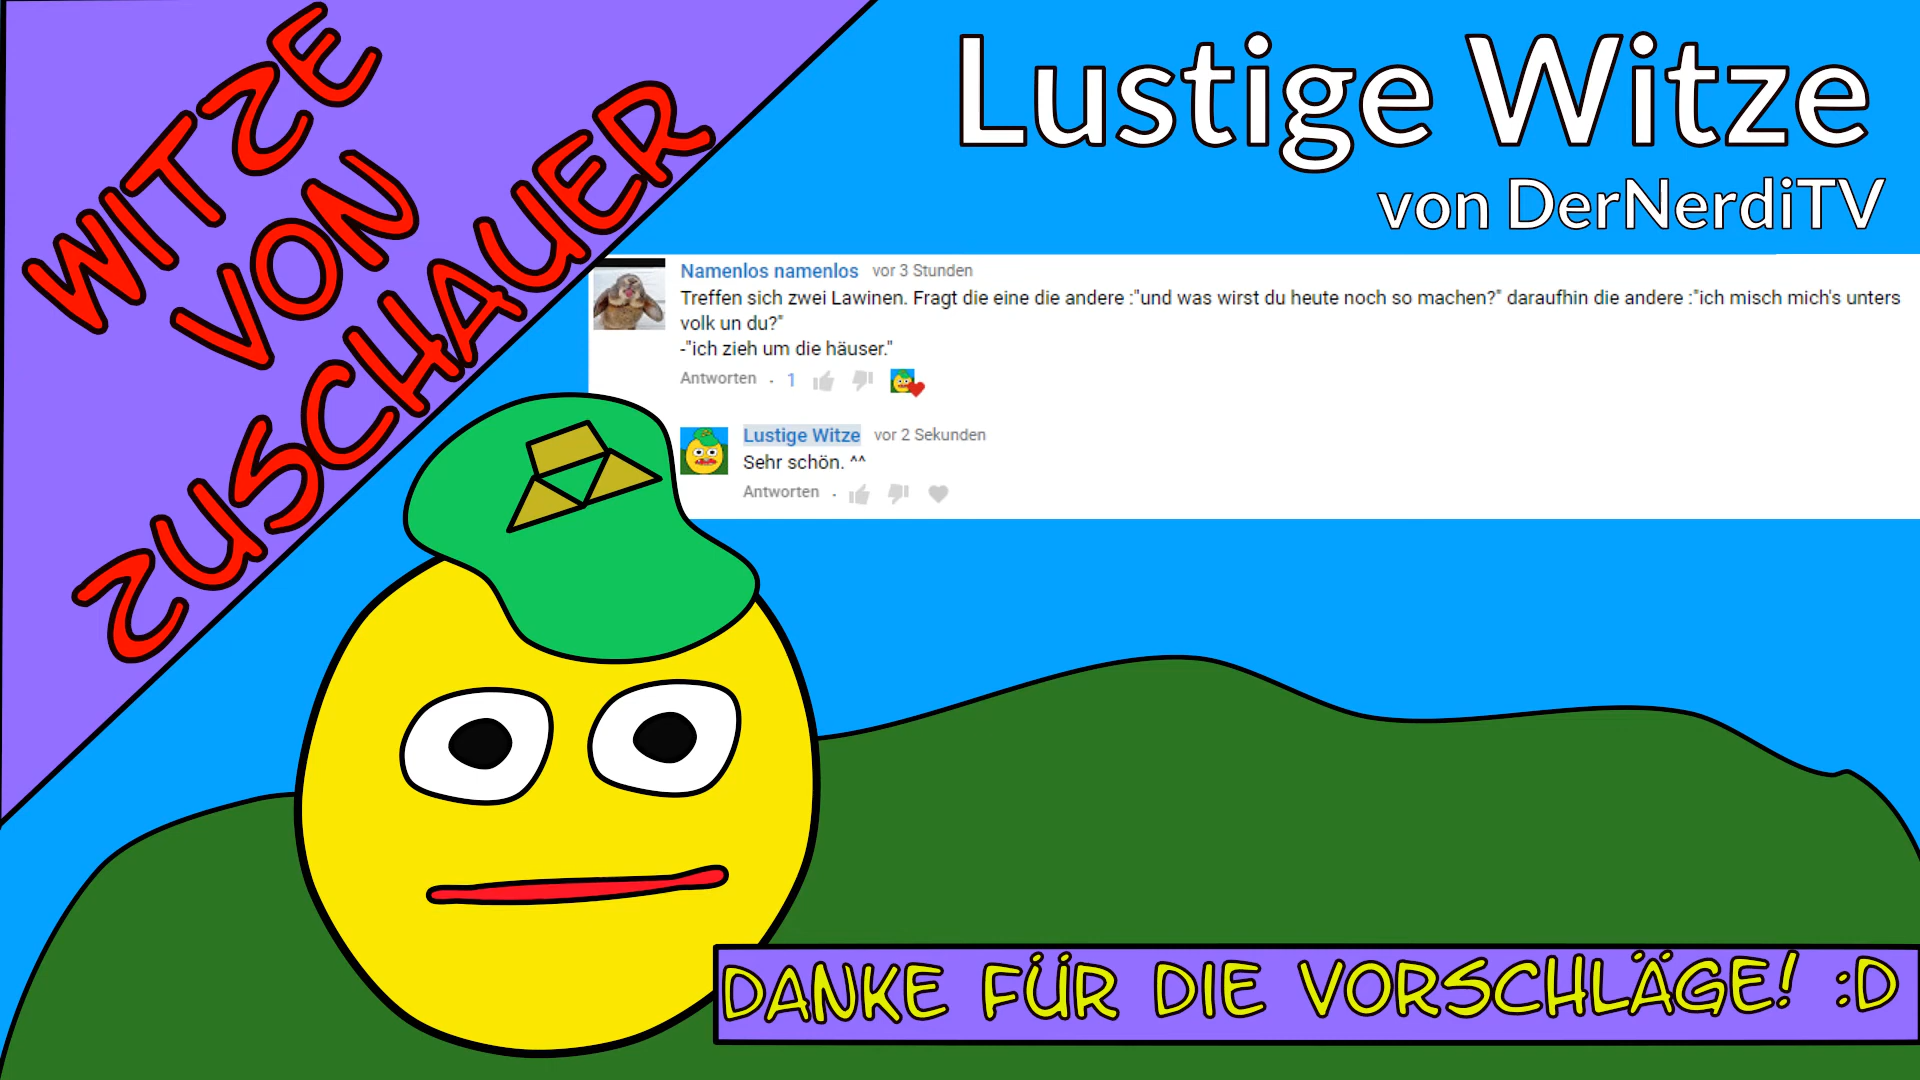 WITZE
VON
ZUSCHAUER
Lustige Witze
von DerNerdiTV
Namenlos namenlos vor 3 Stunden
Treffen sich zwei Lawinen. Fragt die eine die andere :"und was wirst du heute noch so machen?" daraufhin die andere :"ich misch mich's unters
volk un du?"
-"ich zieh um die häuser."
Antworten · 1
Lustige Witze vor 2 Sekunden
Sehr schön. ^^
Antworten ·
DANKE FÜR DIE VORSCHLÄGE! :D